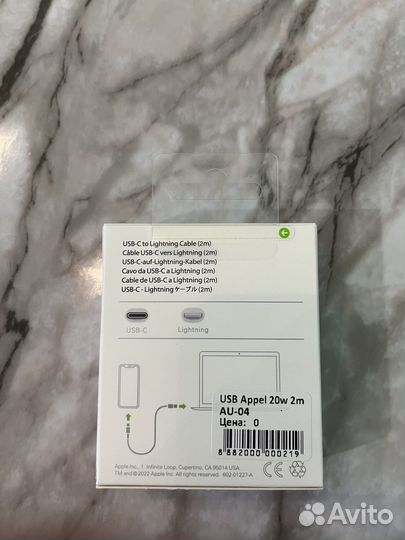 USB-C to Lightning Cable (2m)
Câble USB-C vers Lightning (2m)
USB-C-auf-Lightning-Kabel (2m)
Cavo da USB-C a Lightning (2m)
Cable de USB-C a Lightning (2m)
USB-C - Lightning ケーブル (2m)
USB-C
Lightning
USB Appel 20w 2m
AU-04
Цена: 0
8 882000 000219
Apple Inc., 1 Infinite Loop, Cupertino, CA 95014 USA.
TM and © 2022 Apple Inc. All rights reserved. 602-01227-A
CE
Avito